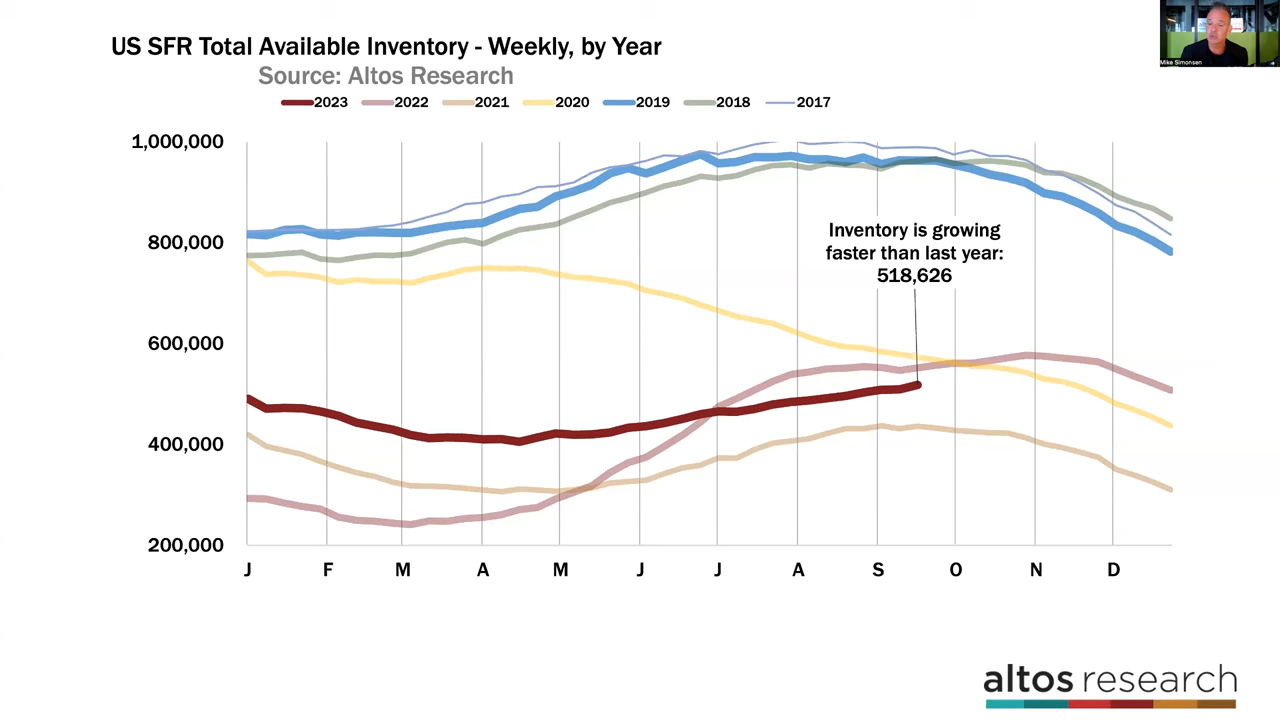 US SFR Total Available Inventory - Weekly, by Year
Source: Altos Research
2023 2022 2021 2020 2019 2018 2017
1,000,000
800,000
600,000
400,000
200,000
Inventory is growing
faster than last year:
518,626
J F M A M J J A S O N D
Mike Simonsen
altos research